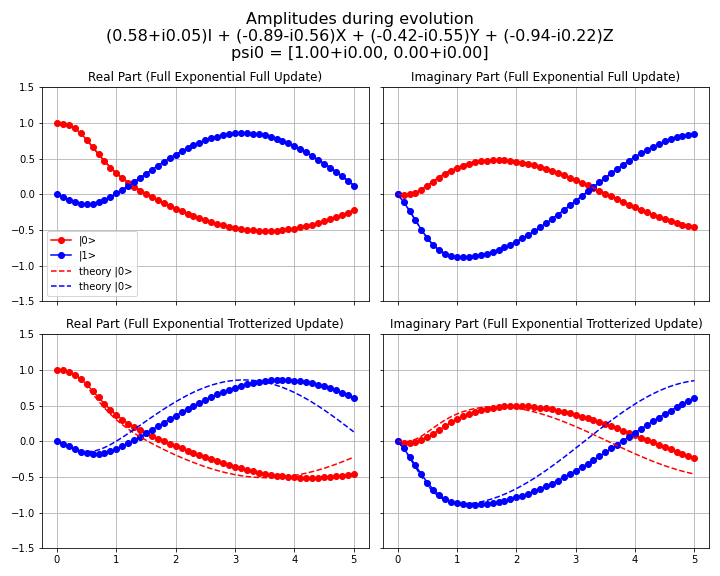 Amplitudes during evolution
(0.58+i0.05)I + (-0.89-i0.56)X + (-0.42-i0.55)Y + (-0.94-i0.22)Z
psi0 = [1.00+i0.00, 0.00+i0.00]
Real Part (Full Exponential Full Update)
1.5
1.0
0.5
0.0
−0.5
−1.0
−1.5
|0>
|1>
theory |0>
theory |0>
Imaginary Part (Full Exponential Full Update)
Real Part (Full Exponential Trotterized Update)
1.5
1.0
0.5
0.0
−0.5
−1.0
−1.5
0 1 2 3 4 5
Imaginary Part (Full Exponential Trotterized Update)
0 1 2 3 4 5